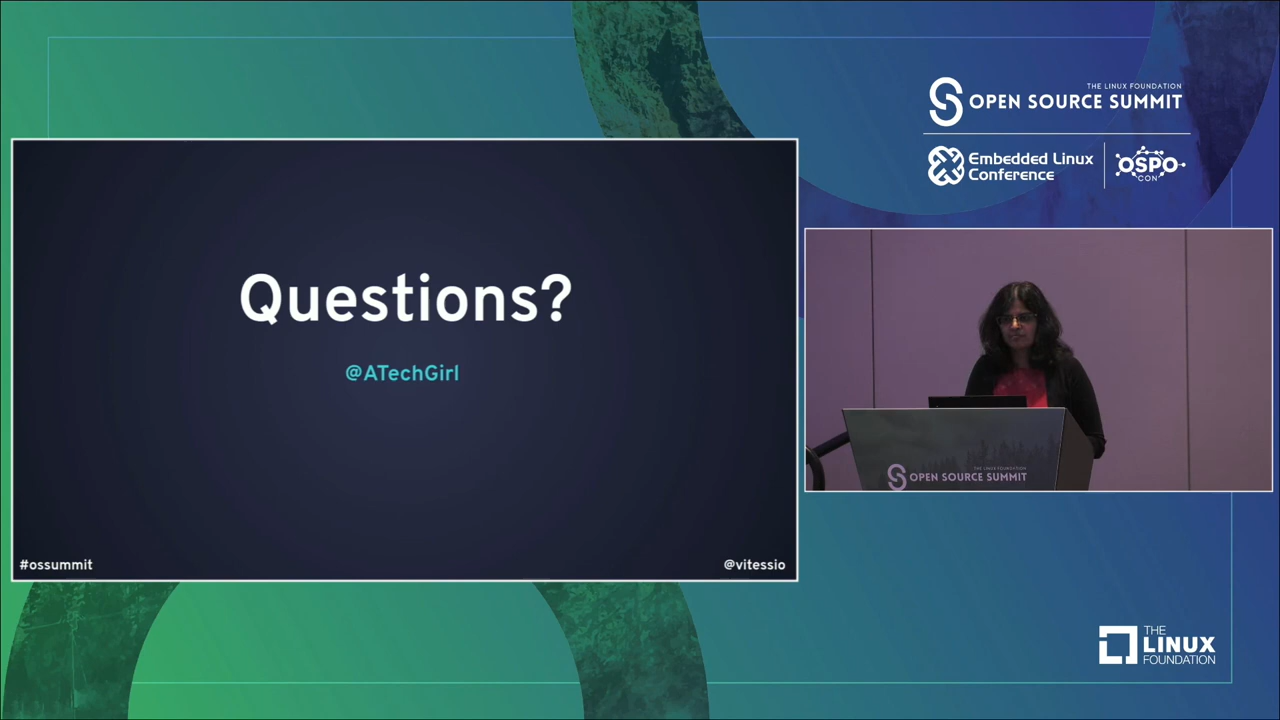 THE LINUX FOUNDATION
OPEN SOURCE SUMMIT
Embedded Linux
Conference
OSPO
CON
Questions?
@ATechGirl
#ossummit
@vitessio
THE LINUX FOUNDATION
OPEN SOURCE SUMMIT
THE
LINUX
FOUNDATION